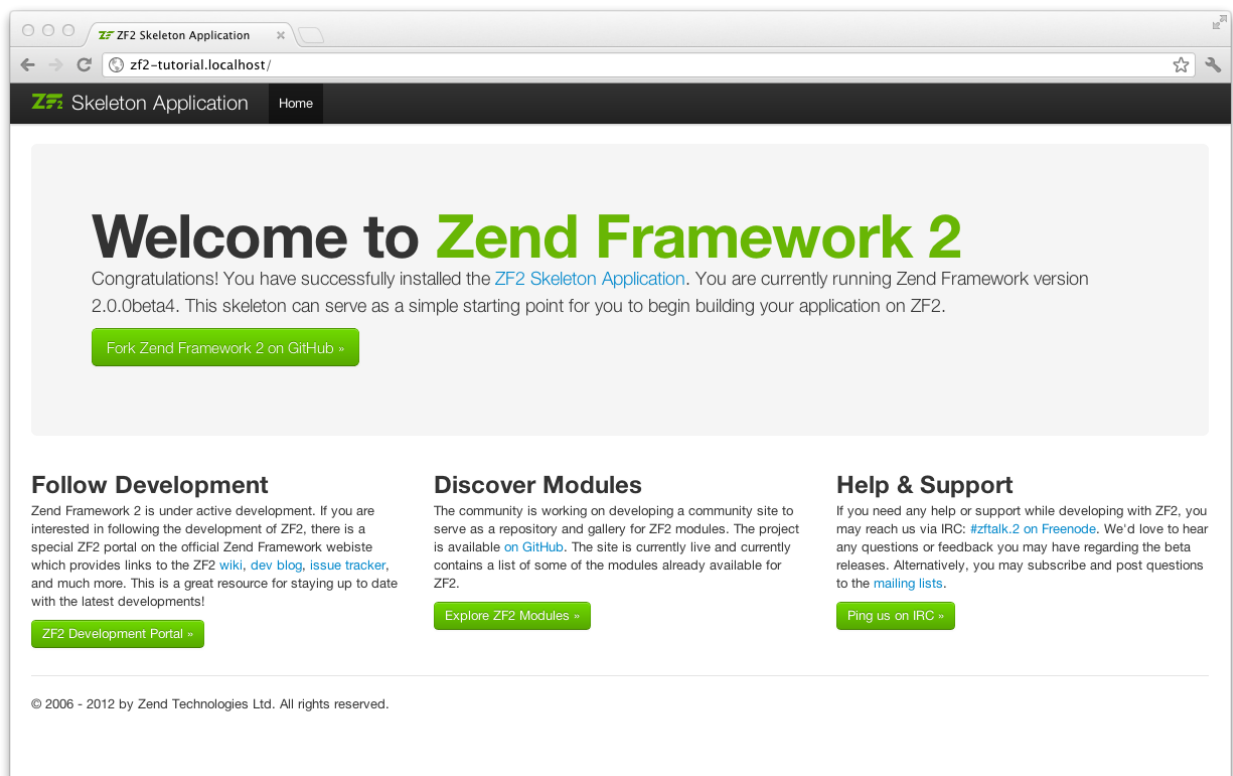 ZF2 Skeleton Application
zf2-tutorial.localhost/
ZF2 Skeleton Application
Home
Welcome to Zend Framework 2
Congratulations! You have successfully installed the ZF2 Skeleton Application. You are currently running Zend Framework version
2.0.0beta4. This skeleton can serve as a simple starting point for you to begin building your application on ZF2.
Fork Zend Framework 2 on GitHub »
Follow Development
Zend Framework 2 is under active development. If you are
interested in following the development of ZF2, there is a
special ZF2 portal on the official Zend Framework webiste
which provides links to the ZF2 wiki, dev blog, issue tracker,
and much more. This is a great resource for staying up to date
with the latest developments!
ZF2 Development Portal »
Discover Modules
The community is working on developing a community site to
serve as a repository and gallery for ZF2 modules. The project
is available on GitHub. The site is currently live and currently
contains a list of some of the modules already available for
ZF2.
Explore ZF2 Modules »
Help & Support
If you need any help or support while developing with ZF2, you
may reach us via IRC: #zftalk.2 on Freenode. We'd love to hear
any questions or feedback you may have regarding the beta
releases. Alternatively, you may subscribe and post questions
to the mailing lists.
Ping us on IRC »
© 2006 - 2012 by Zend Technologies Ltd. All rights reserved.